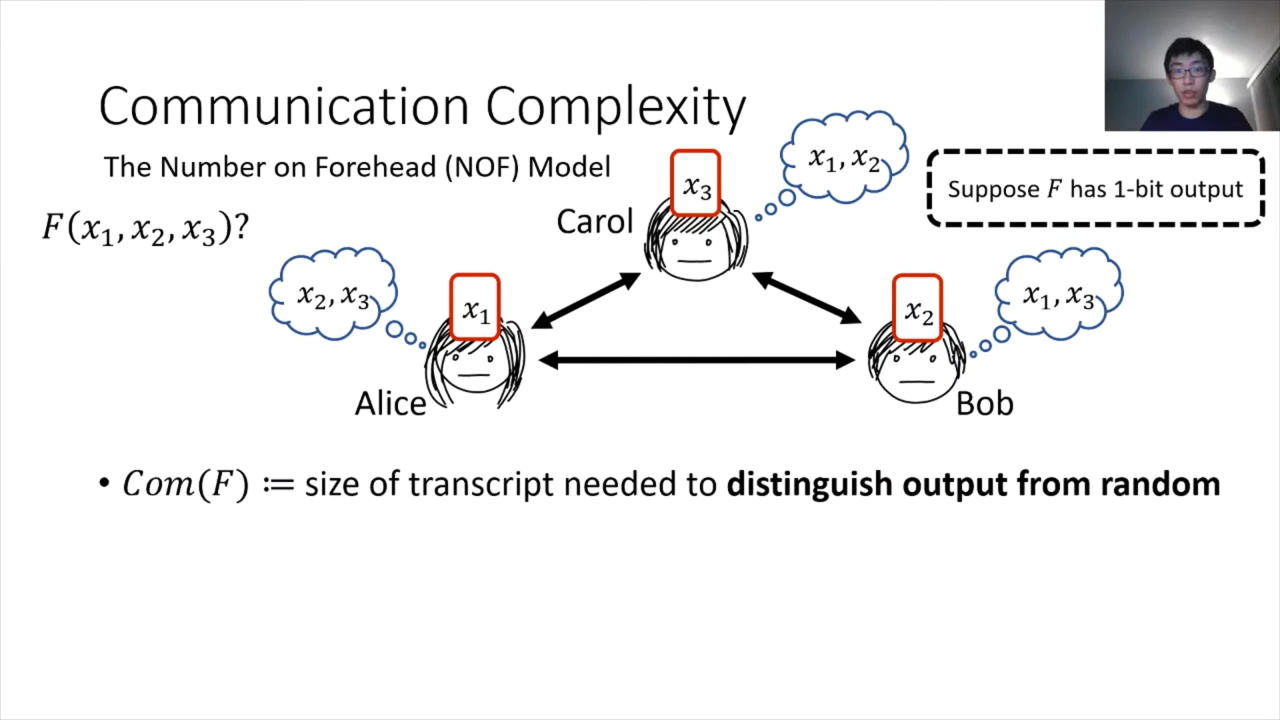 Communication Complexity
The Number on Forehead (NOF) Model
F(x₁, x₂, x₃)?
x₃
x₁, x₂
Suppose F has 1-bit output
Carol
x₂, x₃
x₁
x₂
x₁, x₃
Alice
Bob
• Com(F) ≔ size of transcript needed to distinguish output from random